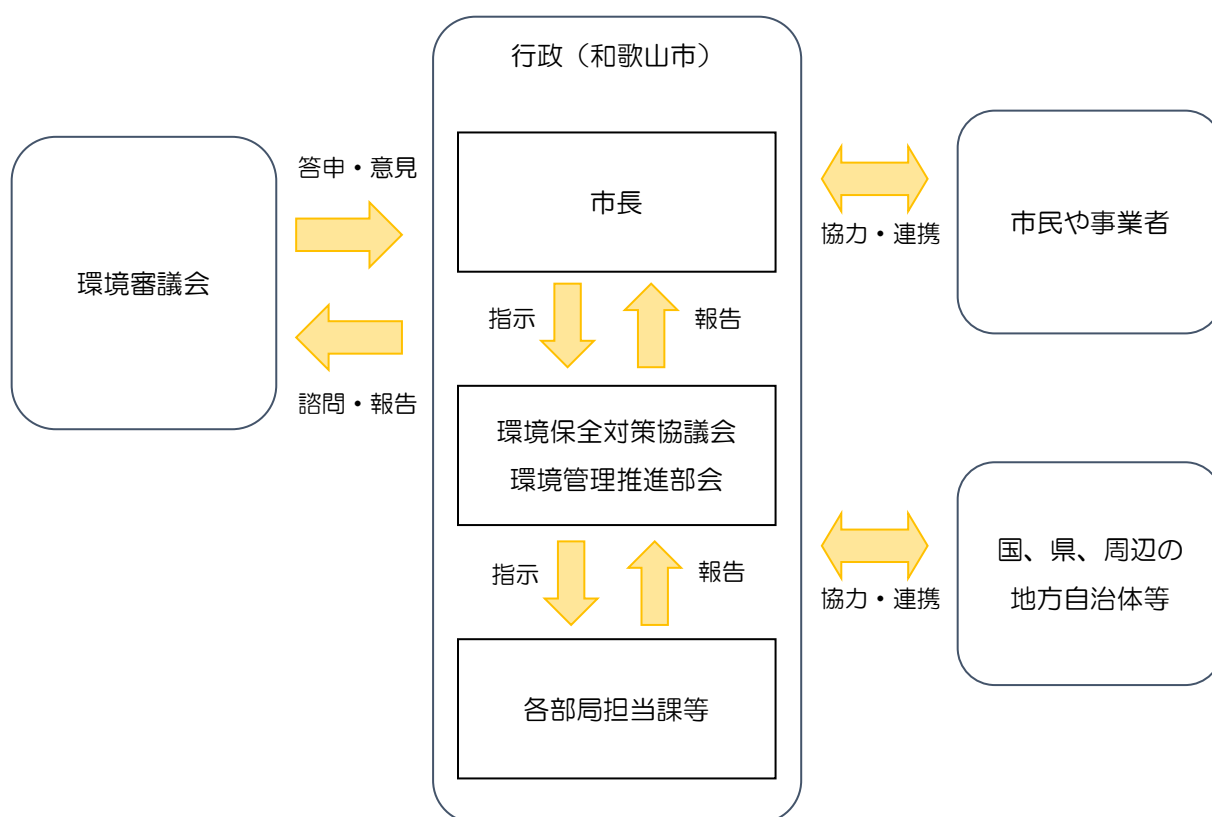 行政（和歌山市）
答申・意見
環境審議会
諮問・報告
市長
指示
報告
環境保全対策協議会
環境管理推進部会
指示
報告
各部局担当課等
協力・連携
市民や事業者
協力・連携
国、県、周辺の
地方自治体等